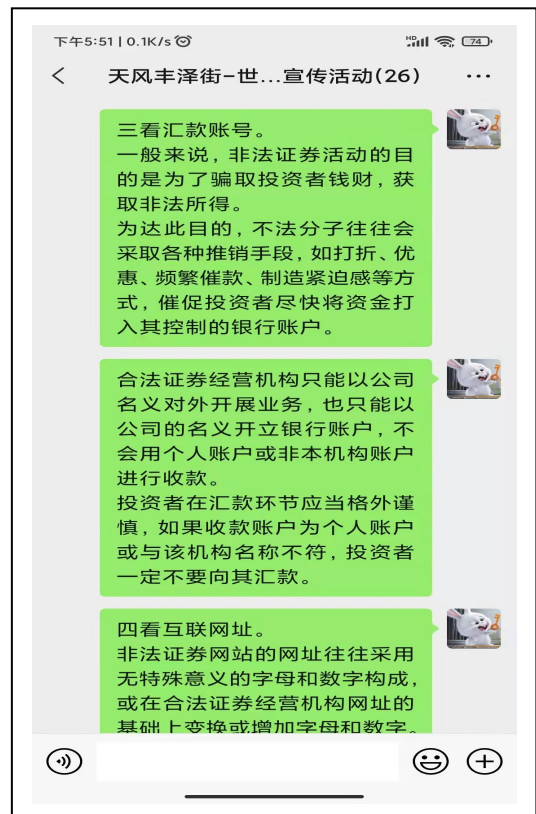 下午5:51 | 0.1K/s
HD
74
天风丰泽街-世...宣传活动(26)
三看汇款账号。
一般来说，非法证券活动的目
的是为了骗取投资者钱财，获
取非法所得。
为达此目的，不法分子往往会
采取各种推销手段，如打折、优
惠、频繁催款、制造紧迫感等方
式，催促投资者尽快将资金打
入其控制的银行账户。
合法证券经营机构只能以公司
名义对外开展业务，也只能以
公司的名义开立银行账户，不
会用个人账户或非本机构账户
进行收款。
投资者在汇款环节应当格外谨
慎，如果收款账户为个人账户
或与该机构名称不符，投资者
一定不要向其汇款。
四看互联网址。
非法证券网站的网址往往采用
无特殊意义的字母和数字构成，
或在合法证券经营机构网址的
基础上变换或增加字母和数字。